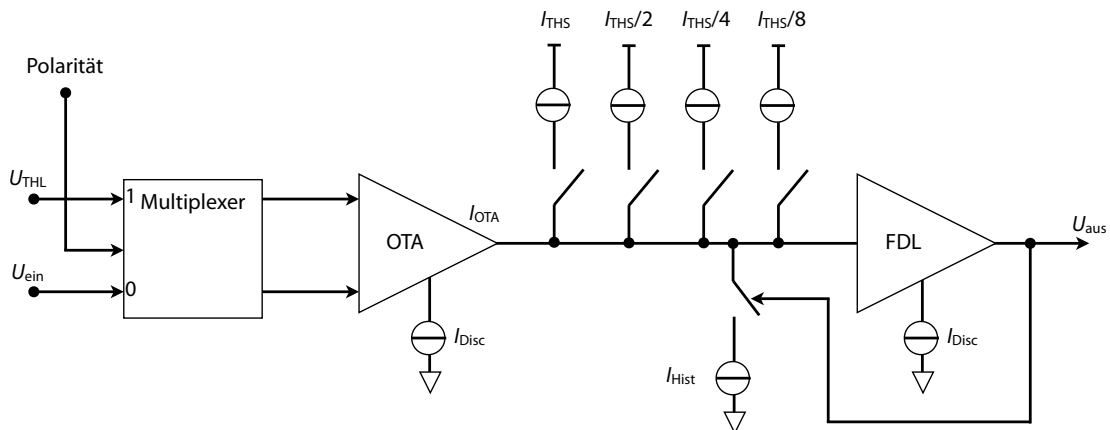 I_THS I_THS/2 I_THS/4 I_THS/8
Polarität
U_THL
1
Multiplexer
I_OTA
OTA
FDL
U_aus
U_ein
0
I_Disc
I_Disc
I_Hist